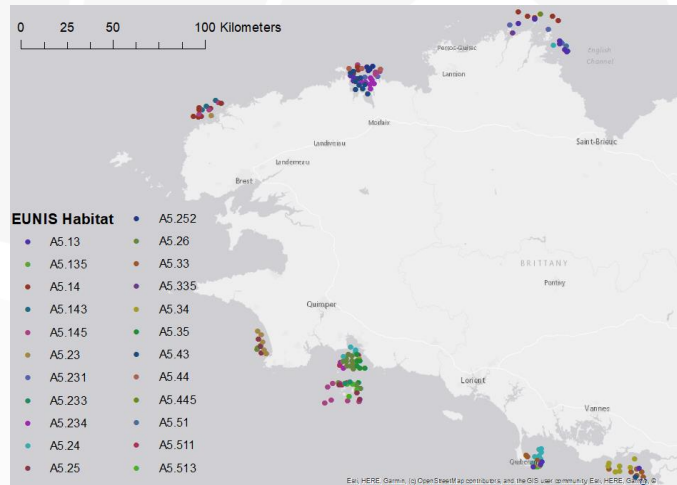 0 25 50 100 Kilometers
English
Channel
Perros-Guirec
Lannion
Morlaix
Landivisiau
Saint-Brieuc
Landerneau
Brest
EUNIS Habitat
A5.13
A5.135
A5.14
A5.143
A5.145
A5.23
A5.231
A5.233
A5.234
A5.24
A5.25
A5.252
A5.26
A5.33
A5.335
A5.34
A5.35
A5.43
A5.44
A5.445
A5.51
A5.511
A5.513
BRITTANY
Pontivy
Quimper
Lorient
Vannes
Quiberon
Esri, HERE, Garmin, (c) OpenStreetMap contributors, and the GIS user community Esri, HERE, Garmin, ©